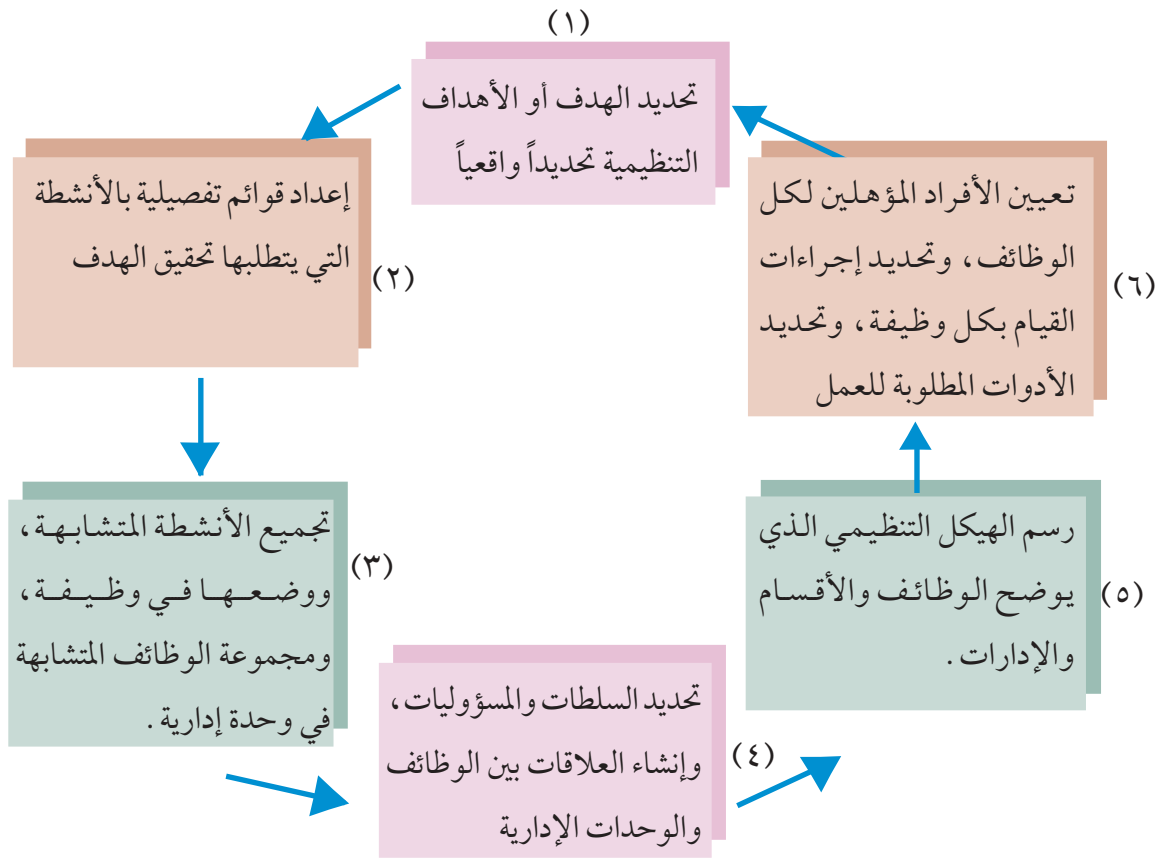 (١)
تحديد الهدف أو الأهداف
التنظيمية تحديداً واقعياً
(٢)
إعداد قوائم تفصيلية بالأنشطة
التي يتطلبها تحقيق الهدف
(٣)
تجميع الأنشطة المتشابهة،
ووضعها في وظيفة،
ومجموعة الوظائف المتشابهة
في وحدة إدارية.
(٤)
تحديد السلطات والمسؤوليات،
وإنشاء العلاقات بين الوظائف
والوحدات الإدارية
(٥)
رسم الهيكل التنظيمي الذي
يوضح الوظائف والأقسام
والإدارات.
(٦)
تعيين الأفراد المؤهلين لكل
الوظائف، وتحديد إجراءات
القيام بكل وظيفة، وتحديد
الأدوات المطلوبة للعمل